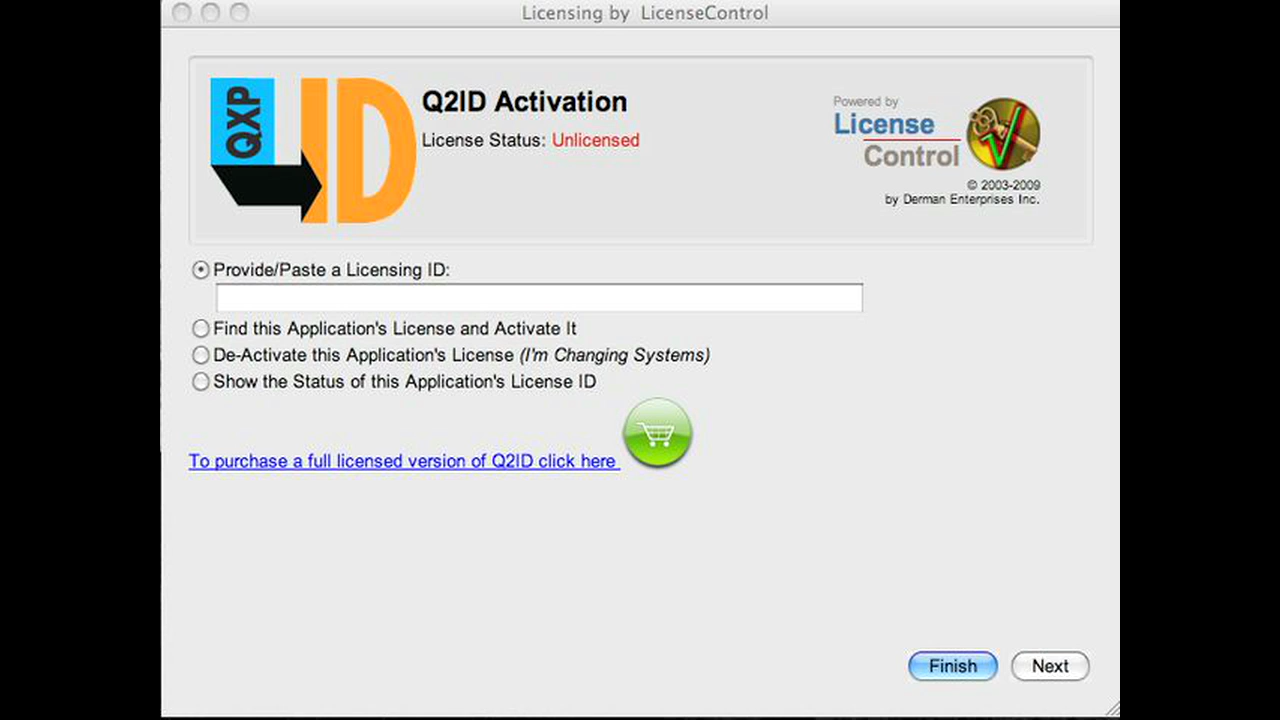 Licensing by LicenseControl
QXP
ID
Q2ID Activation
License Status: Unlicensed
Powered by
License
Control
© 2003-2009
by Derman Enterprises Inc.
Provide/Paste a Licensing ID:
Find this Application's License and Activate It
De-Activate this Application's License (I'm Changing Systems)
Show the Status of this Application's License ID
To purchase a full licensed version of Q2ID click here
Finish
Next